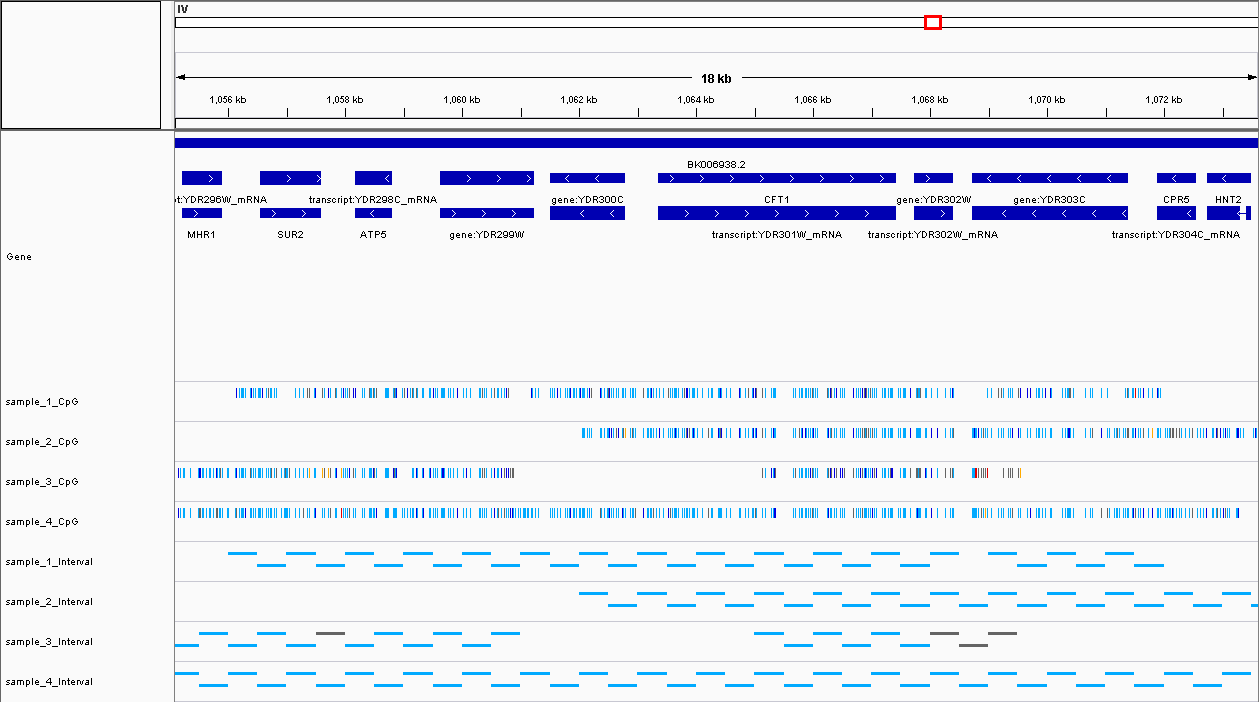 IV
18 kb
1,056 kb 1,058 kb 1,060 kb 1,062 kb 1,064 kb 1,066 kb 1,068 kb 1,070 kb 1,072 kb
BK006938.2
t:YDR296W_mRNA transcript:YDR298C_mRNA gene:YDR300C CFT1 gene:YDR302W gene:YDR303C CPR5 HNT2
MHR1 SUR2 ATP5 gene:YDR299W transcript:YDR301W_mRNA transcript:YDR302W_mRNA transcript:YDR304C_mRNA
Gene
sample_1_CpG
sample_2_CpG
sample_3_CpG
sample_4_CpG
sample_1_Interval
sample_2_Interval
sample_3_Interval
sample_4_Interval